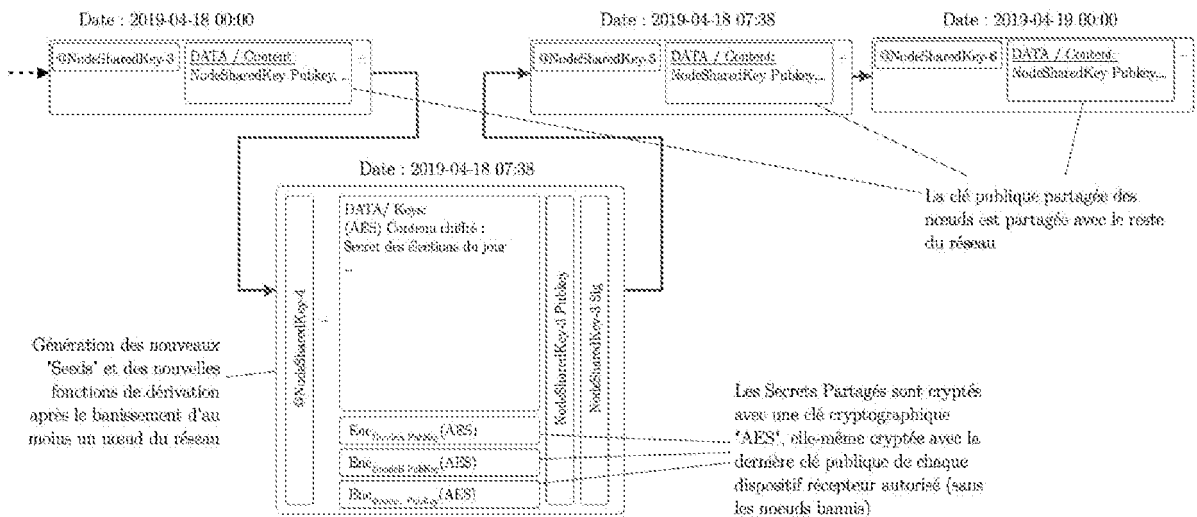 Date : 2019-04-18 00:00
Date : 2019-04-18 07:38
Date : 2019-04-19 00:00
@NodeSharedKey-3
DATA / Content:
NodeSharedKey Pubkey, ...
...
@NodeSharedKey-5
DATA / Content:
NodeSharedKey Pubkey,...
...
@NodeSharedKey-6
DATA / Content:
NodeSharedKey Pubkey,...
...
Date : 2019-04-18 07:38
DATA/ Keys:
(AES) Contenu chiffré :
Secret des élections du jour
...
@NodeSharedKey-4
...
NodeSharedKey-3 Pubkey
NodeSharedKey-3 Sig
Enc (AES)
Enc (AES)
Enc (AES)
La clé publique partagée des
nœuds est partagée avec le reste
du réseau
Génération des nouveaux
'Seeds' et des nouvelles
fonctions de dérivation
après le banissement d'au
moins un nœud du réseau
Les Secrets Partagés sont cryptés
avec une clé cryptographique
'AES', elle-même cryptée avec la
dernière clé publique de chaque
dispositif récepteur autorisé (sans
les noeuds bannis)